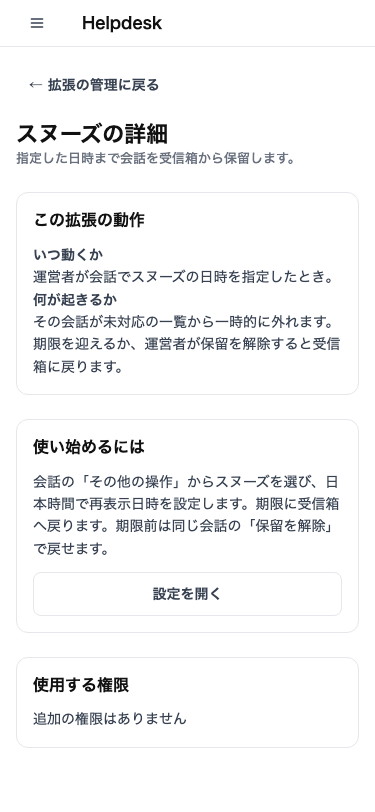 Helpdesk
← 拡張の管理に戻る
スヌーズの詳細
指定した日時まで会話を受信箱から保留します。
この拡張の動作
いつ動くか
運営者が会話でスヌーズの日時を指定したとき。
何が起きるか
その会話が未対応の一覧から一時的に外れます。
期限を迎えるか、運営者が保留を解除すると受信
箱に戻ります。
使い始めるには
会話の「その他の操作」からスヌーズを選び、日
本時間で再表示日時を設定します。期限に受信箱
へ戻ります。期限前は同じ会話の「保留を解除」
で戻せます。
設定を開く
使用する権限
追加の権限はありません